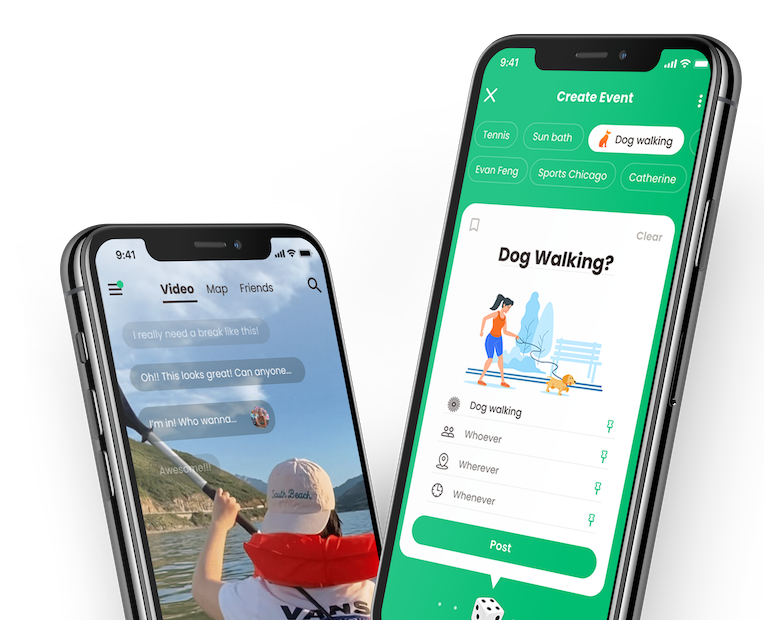 9:41
Video Map Friends
I really need a break like this!
Oh!! This looks great! Can anyone...
I'm in! Who wanna...
Awesome!!!
South Beach
VANS
9:41
Create Event
Tennis Sun bath Dog walking
Evan Feng Sports Chicago Catherine
Clear
Dog Walking?
Dog walking
Whoever
Wherever
Whenever
Post